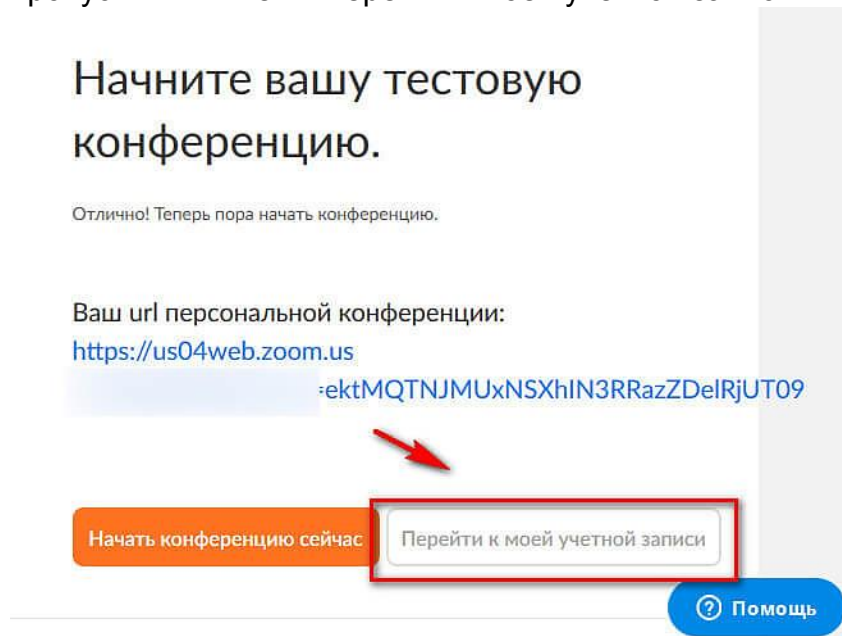 Начните вашу тестовую
конференцию.
Отлично! Теперь пора начать конференцию.
Ваш url персональной конференции:
https://us04web.zoom.us
=ektMQTNJMUxNSXhIN3RRazZDelRjUT09
Начать конференцию сейчас
Перейти к моей учетной записи
Помощь